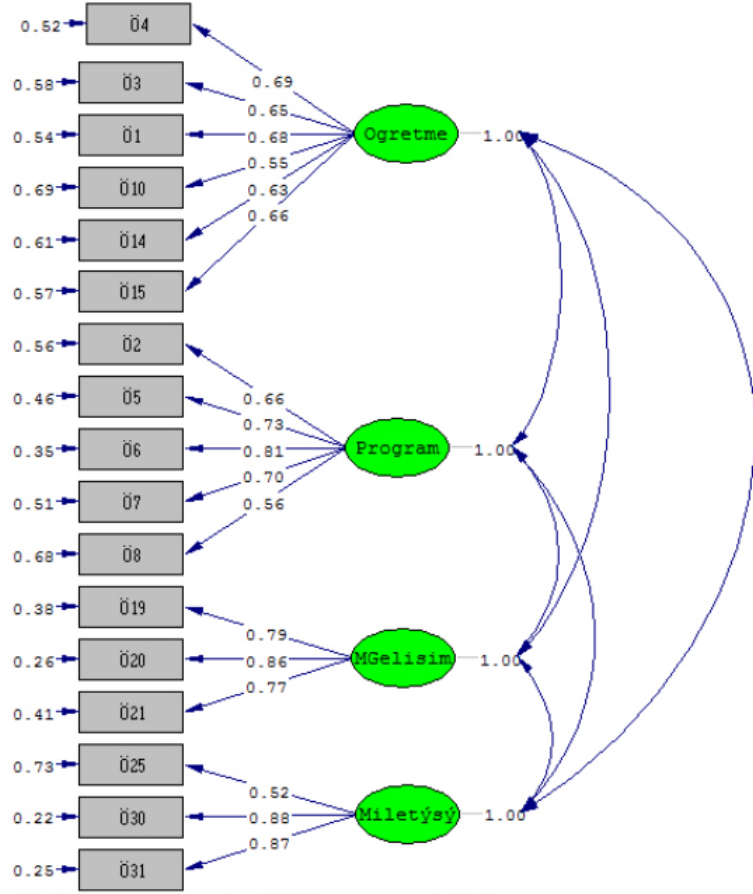 0.52 Ö4
0.69
0.58 Ö3
0.65
0.54 Ö1 0.68 Ogretme 1.00
0.55
0.69 Ö10
0.63
0.66
0.61 Ö14
0.57 Ö15
0.56 Ö2
0.66
0.46 Ö5
0.73
0.35 Ö6 0.81 Program 1.00
0.70
0.51 Ö7
0.56
0.68 Ö8
0.38 Ö19
0.79
0.26 Ö20 0.86 MGelisim 1.00
0.77
0.41 Ö21
0.73 Ö25
0.52
0.22 Ö30 0.88 Miletýsý 1.00
0.87
0.25 Ö31